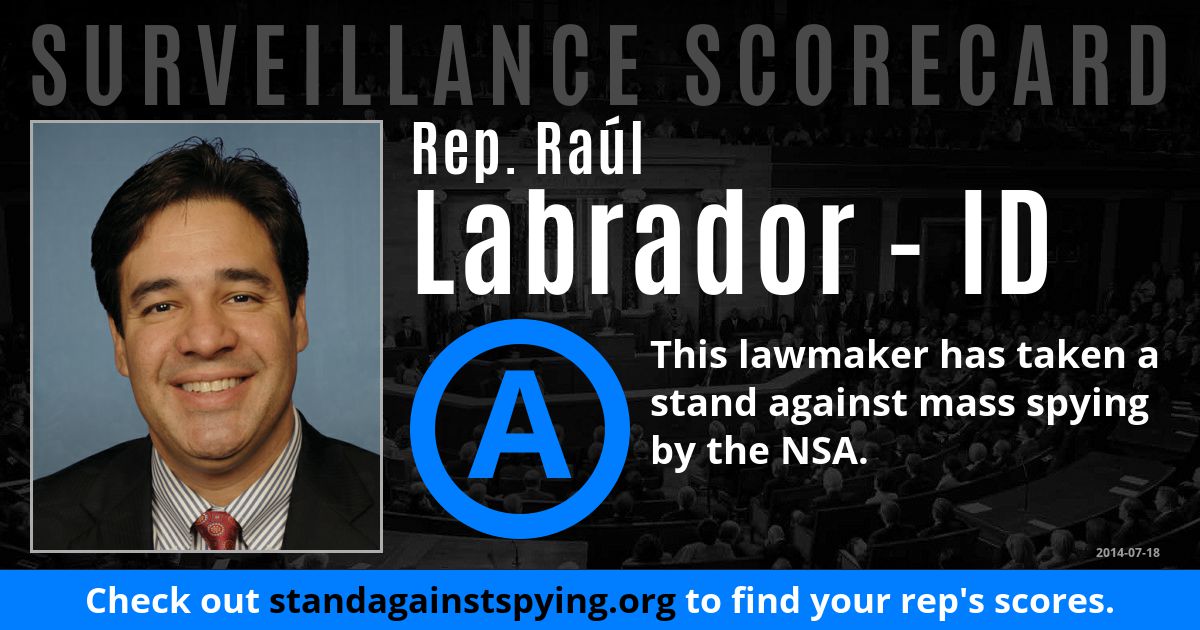 SURVEILLANCE SCORECARD
Rep. Raúl
Labrador - ID
A
This lawmaker has taken a
stand against mass spying
by the NSA.
2014-07-18
Check out standagainstspying.org to find your rep's scores.